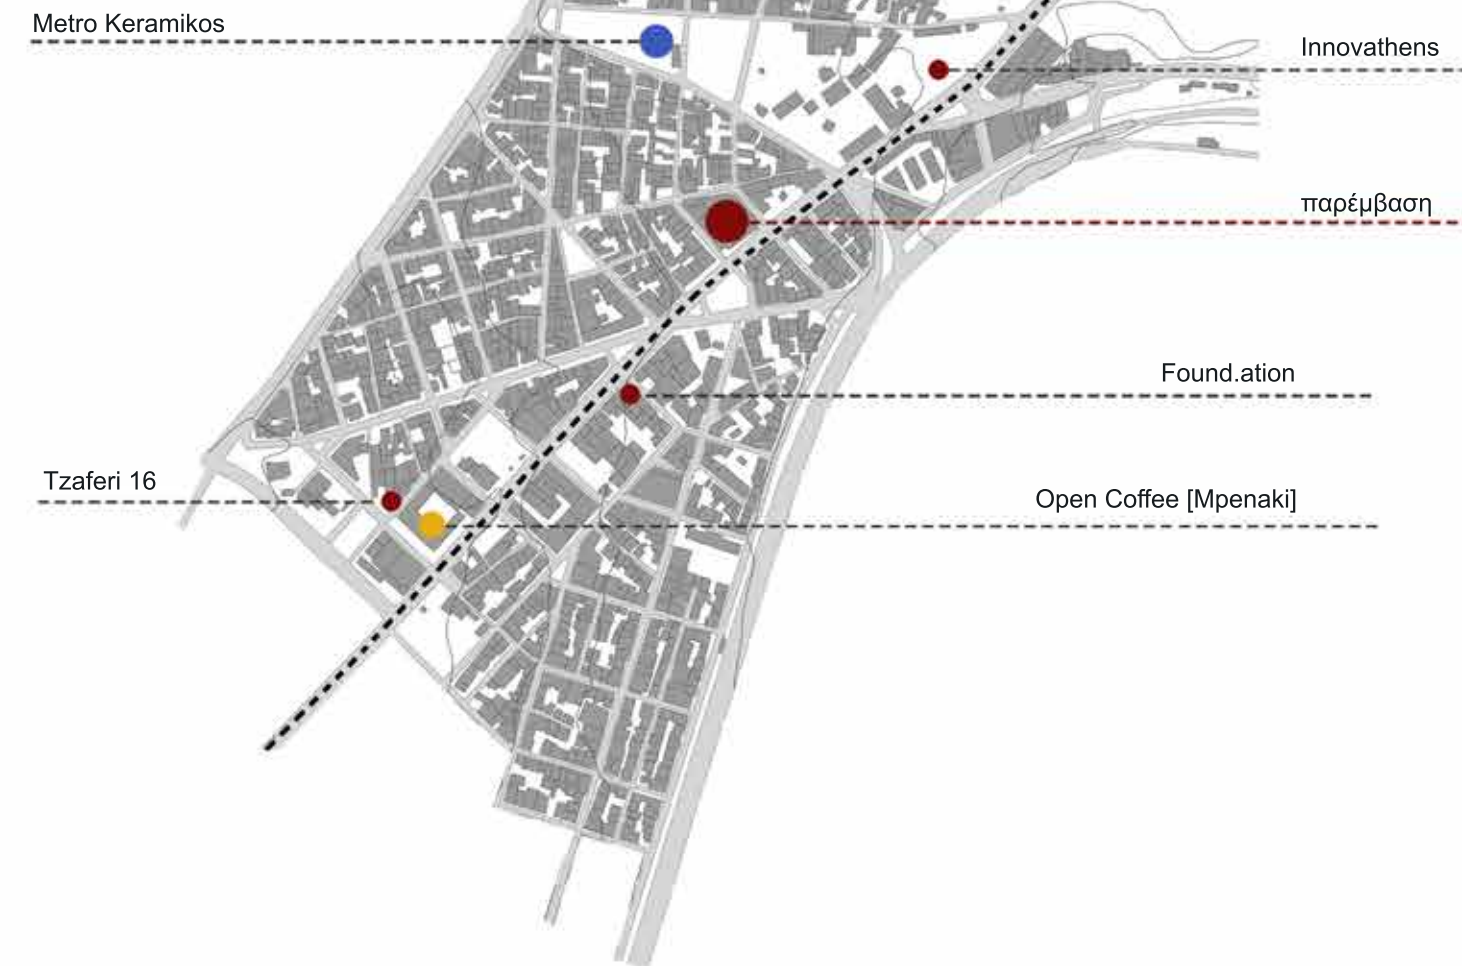 Metro Keramikos
Innovathens
παρέμβαση
Found.ation
Tzaferi 16
Open Coffee [Mpenaki]